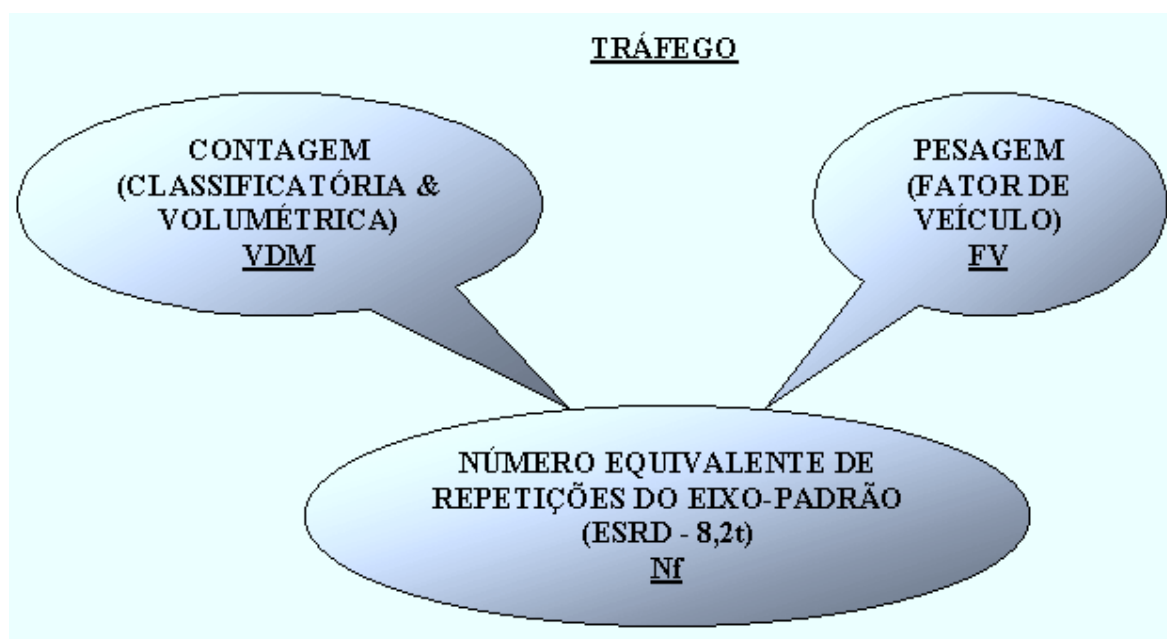 TRÁFEGO
CONTAGEM
(CLASSIFICATÓRIA &
VOLUMÉTRICA)
VDM
PESAGEM
(FATOR DE
VEÍCULO)
FV
NÚMERO EQUIVALENTE DE
REPETIÇÕES DO EIXO-PADRÃO
(ESRD - 8,2t)
Nf